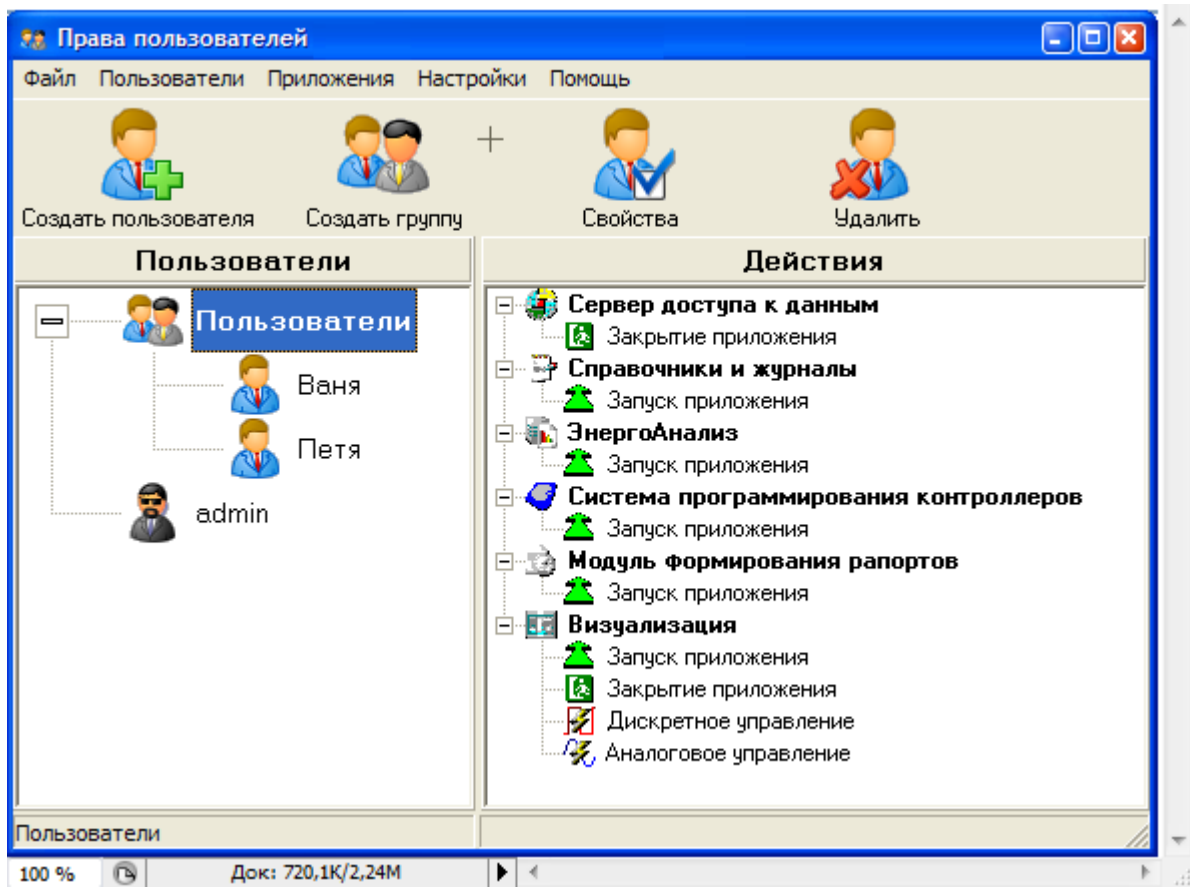 Права пользователей
Файл Пользователи Приложения Настройки Помощь
Создать пользователя Создать группу Свойства Удалить
Пользователи Действия
Пользователи
Ваня
Петя
admin
Сервер доступа к данным
Закрытие приложения
Справочники и журналы
Запуск приложения
ЭнергоАнализ
Запуск приложения
Система программирования контроллеров
Запуск приложения
Модуль формирования рапортов
Запуск приложения
Визуализация
Запуск приложения
Закрытие приложения
Дискретное управление
Аналоговое управление
Пользователи
100 % Док: 720,1K/2,24M